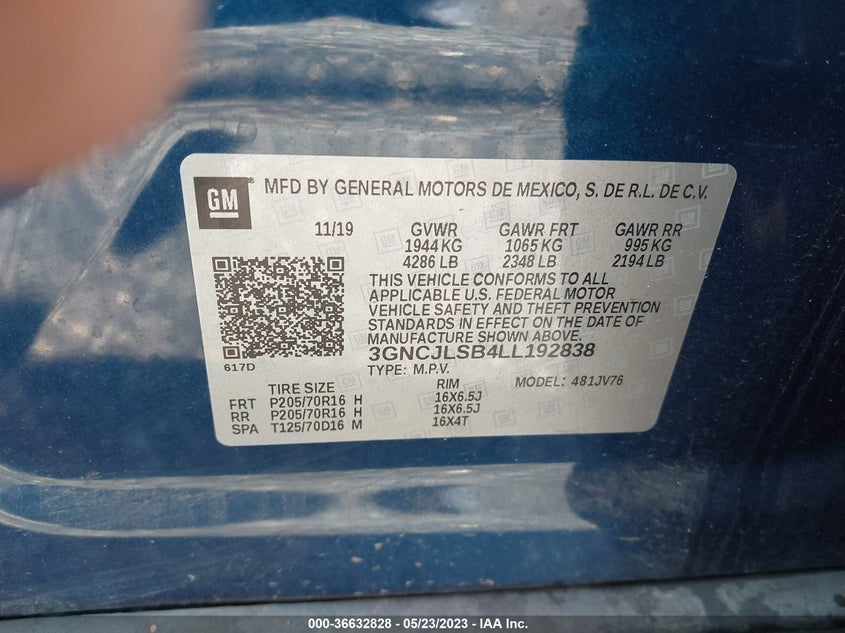 GM
MFD BY GENERAL MOTORS DE MEXICO, S. DE R.L. DE C.V.
11/19 GVWR GAWR FRT GAWR RR
1944 KG 1065 KG 995 KG
4286 LB 2348 LB 2194 LB
THIS VEHICLE CONFORMS TO ALL
APPLICABLE U.S. FEDERAL MOTOR
VEHICLE SAFETY AND THEFT PREVENTION
STANDARDS IN EFFECT ON THE DATE OF
MANUFACTURE SHOWN ABOVE.
3GNCJLSB4LL192838
617D
TYPE: M.P.V. MODEL: 481JV76
TIRE SIZE RIM
FRT P205/70R16 H 16X6.5J
RR P205/70R16 H 16X6.5J
SPA T125/70D16 M 16X4T
000-36632828 - 05/23/2023 - IAA Inc.